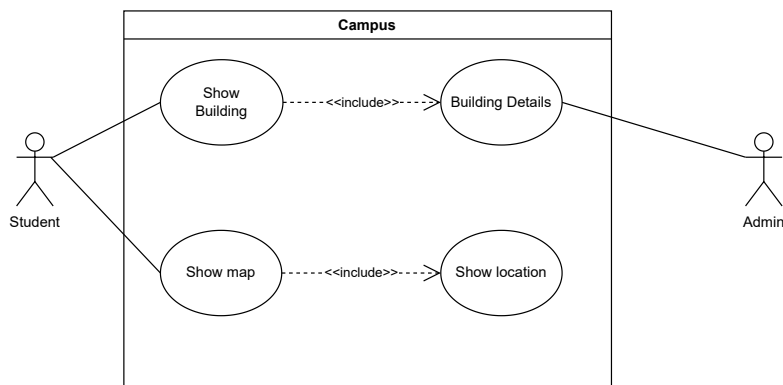 Campus
Show
Building
<<include>>
Building Details
Student
Admin
Show map
<<include>>
Show location